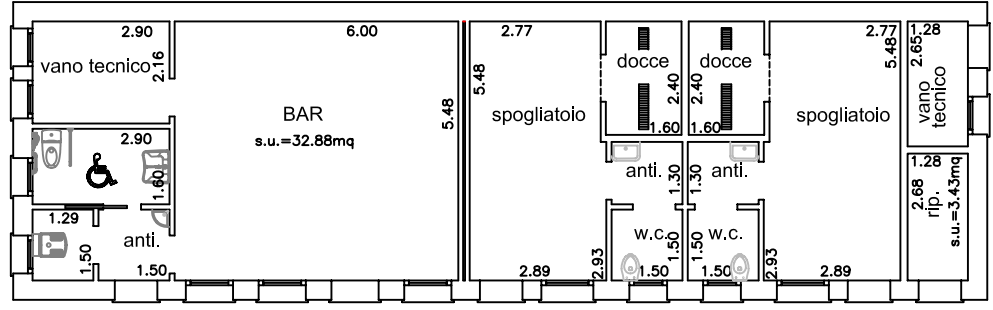 2.90
6.00
2.77
2.77
1.28
vano tecnico
2.16
BAR
s.u.=32.88mq
5.48
5.48
spogliatoio
docce
2.40
1.60
docce
2.40
1.60
spogliatoio
5.48
2.65
vano
tecnico
2.90
1.60
1.29
1.50
anti.
1.50
anti.
1.30
anti.
1.30
w.c.
1.50
1.50
w.c.
1.50
1.50
2.89
2.93
2.93
2.89
1.28
2.68
rip.
s.u.=3.43mq